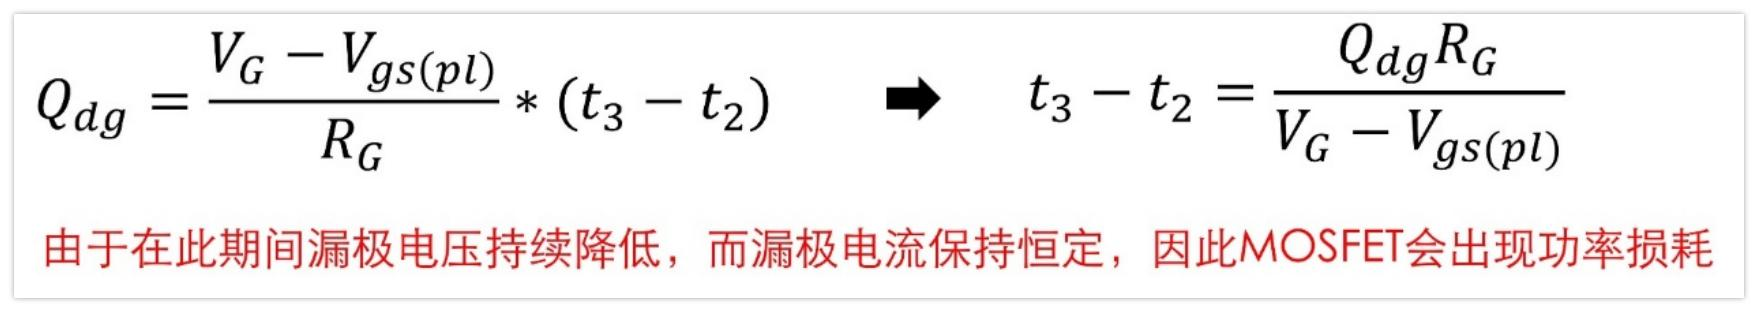 Q_{dg} = \frac{V_G - V_{gs(pl)}}{R_G} * (t_3 - t_2) ➡ t_3 - t_2 = \frac{Q_{dg} R_G}{V_G - V_{gs(pl)}}
由于在此期间漏极电压持续降低，而漏极电流保持恒定，因此MOSFET会出现功率损耗